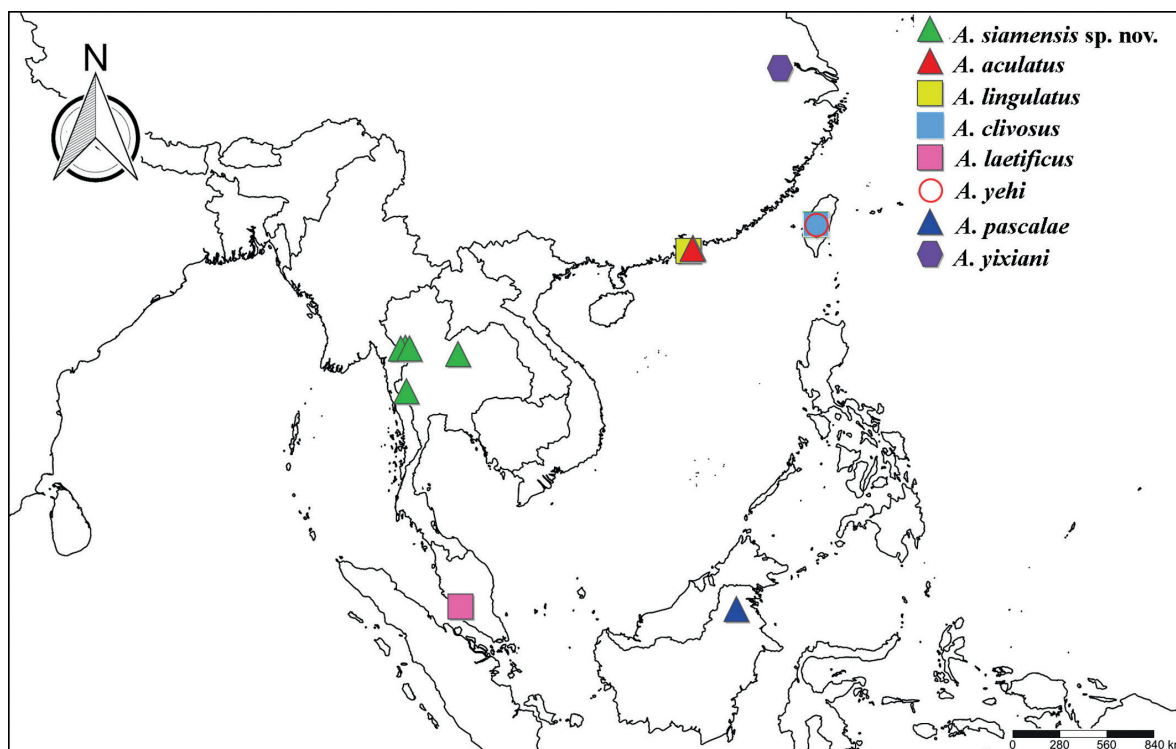 N
A. siamensis sp. nov.
A. aculatus
A. lingulatus
A. clivosus
A. laetificus
A. yehi
A. pascalae
A. yixiani
0 280 560 840 k